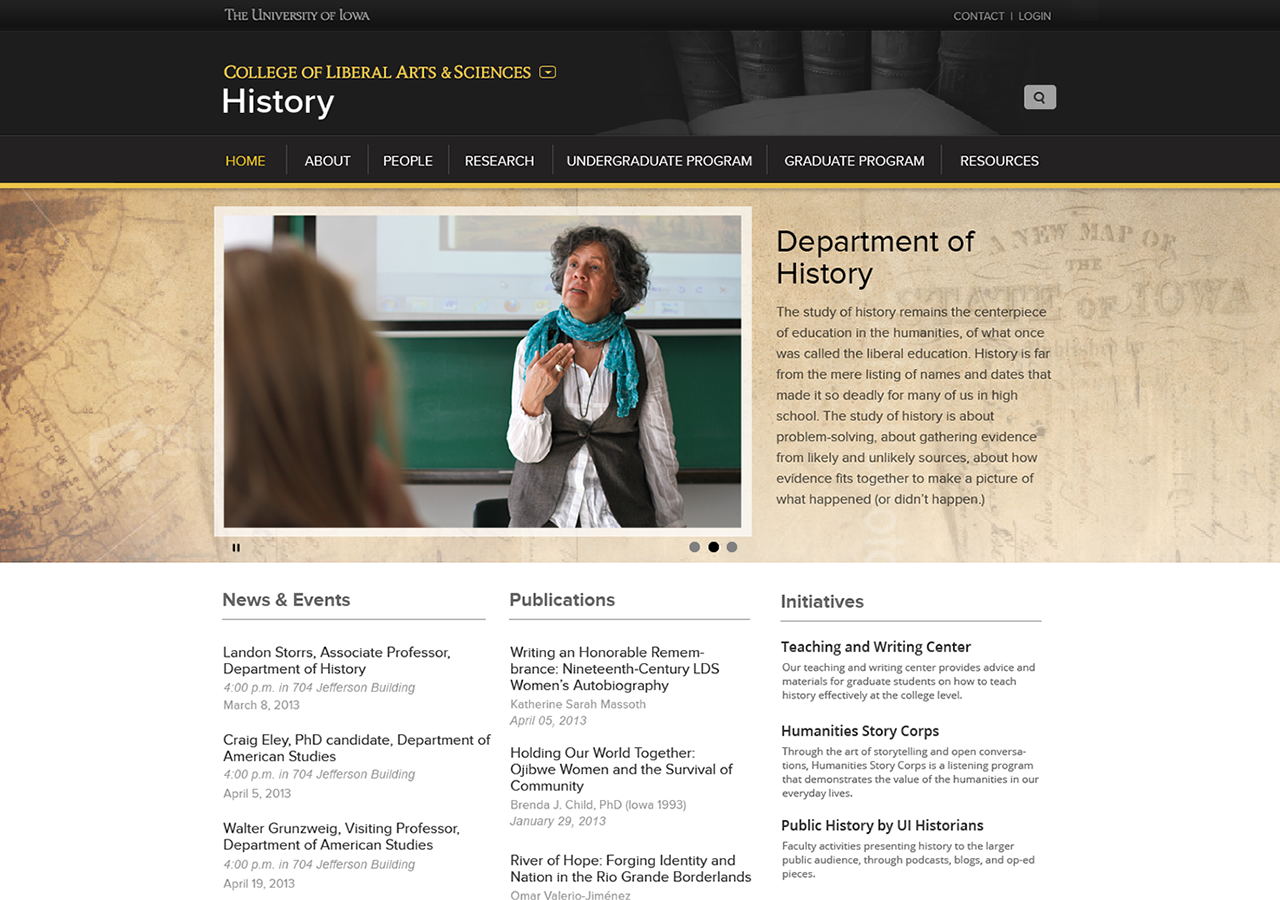 THE UNIVERSITY OF IOWA
CONTACT | LOGIN
COLLEGE OF LIBERAL ARTS & SCIENCES
History
HOME
ABOUT
PEOPLE
RESEARCH
UNDERGRADUATE PROGRAM
GRADUATE PROGRAM
RESOURCES
A NEW MAP OF
THE
STATE OF IOWA
Department of
History
The study of history remains the centerpiece
of education in the humanities, of what once
was called the liberal education. History is far
from the mere listing of names and dates that
made it so deadly for many of us in high
school. The study of history is about
problem-solving, about gathering evidence
from likely and unlikely sources, about how
evidence fits together to make a picture of
what happened (or didn't happen.)
News & Events
Landon Storrs, Associate Professor,
Department of History
4:00 p.m. in 704 Jefferson Building
March 8, 2013
Craig Eley, PhD candidate, Department of
American Studies
4:00 p.m. in 704 Jefferson Building
April 5, 2013
Walter Grunzweig, Visiting Professor,
Department of American Studies
4:00 p.m. in 704 Jefferson Building
April 19, 2013
Publications
Writing an Honorable Remem-
brance: Nineteenth-Century LDS
Women's Autobiography
Katherine Sarah Massoth
April 05, 2013
Holding Our World Together:
Ojibwe Women and the Survival of
Community
Brenda J. Child, PhD (Iowa 1993)
January 29, 2013
River of Hope: Forging Identity and
Nation in the Rio Grande Borderlands
Omar Valerio-Jiménez
Initiatives
Teaching and Writing Center
Our teaching and writing center provides advice and
materials for graduate students on how to teach
history effectively at the college level.
Humanities Story Corps
Through the art of storytelling and open conversa-
tions, Humanities Story Corps is a listening program
that demonstrates the value of the humanities in our
everyday lives.
Public History by UI Historians
Faculty activities presenting history to the larger
public audience, through podcasts, blogs, and op-ed
pieces.